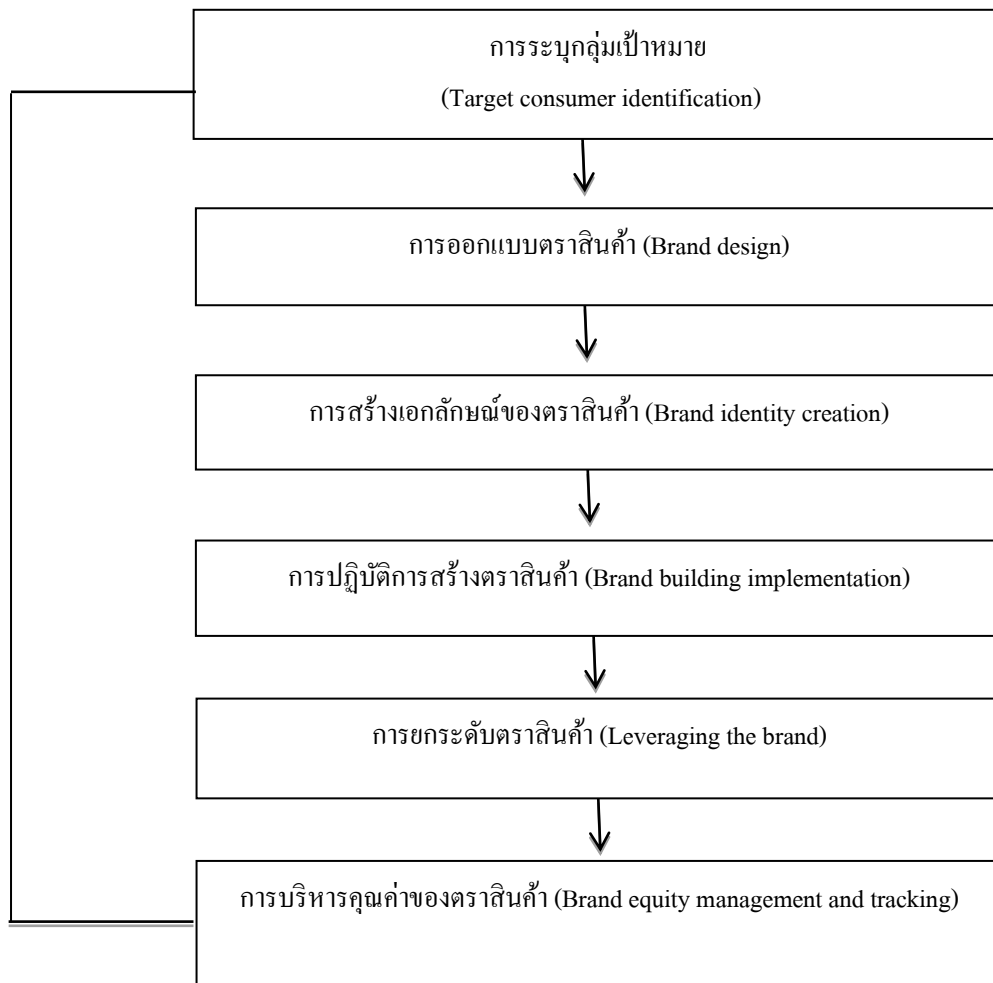 การระบุกลุ่มเป้าหมาย
(Target consumer identification)
การออกแบบตราสินค้า (Brand design)
การสร้างเอกลักษณ์ของตราสินค้า (Brand identity creation)
การปฏิบัติการสร้างตราสินค้า (Brand building implementation)
การยกระดับตราสินค้า (Leveraging the brand)
การบริหารคุณค่าของตราสินค้า (Brand equity management and tracking)